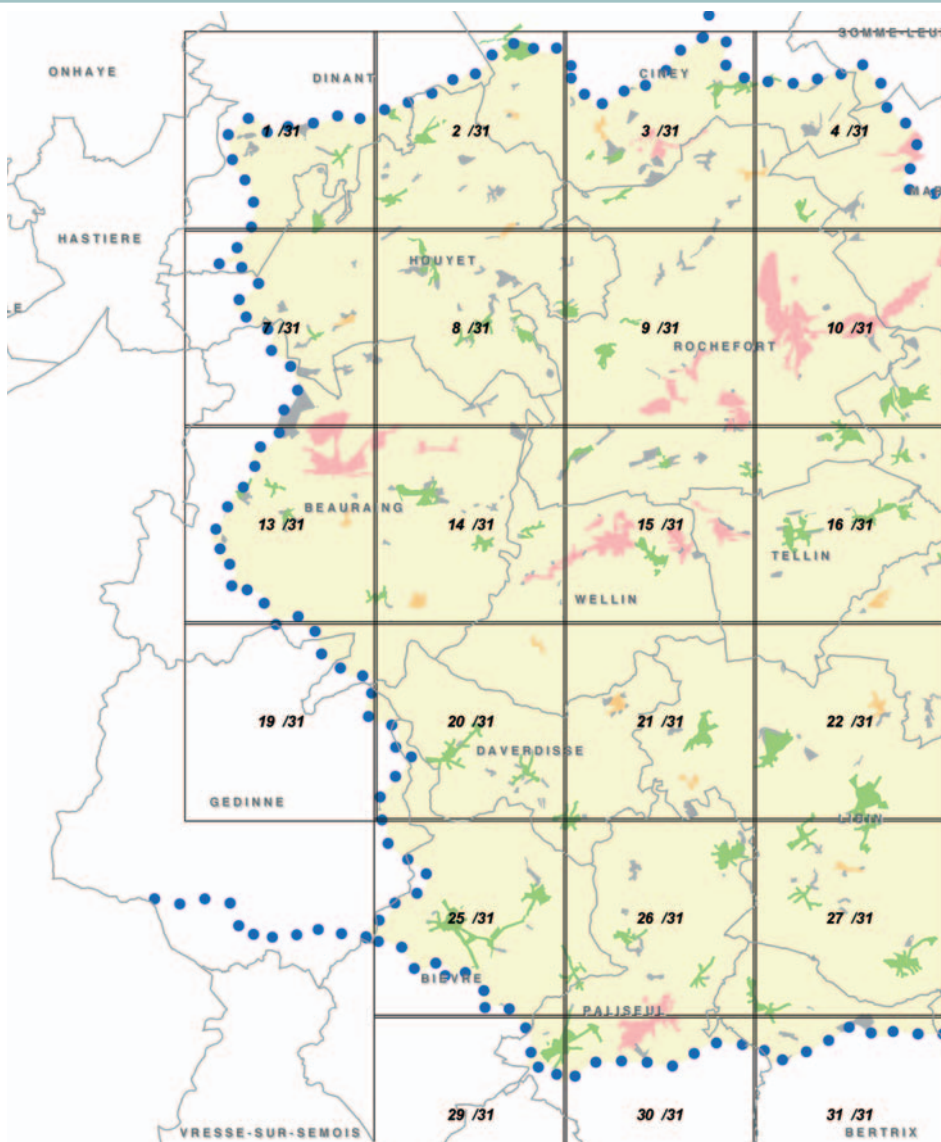 SOMME-LEU
ONHAYE
DINANT
CINEY
1 /31
2 /31
3 /31
4 /31
MAR
HASTIERE
HOUYET
LE
7 /31
8 /31
9 /31
10 /31
ROCHEFORT
BEAURAING
13 /31
14 /31
15 /31
16 /31
TELLIN
WELLIN
19 /31
20 /31
21 /31
22 /31
DAVERDISSE
GEDINNE
LIBIN
25 /31
26 /31
27 /31
BIEVRE
PALISEUL
29 /31
30 /31
31 /31
VRESSE-SUR-SEMOIS
BERTRIX